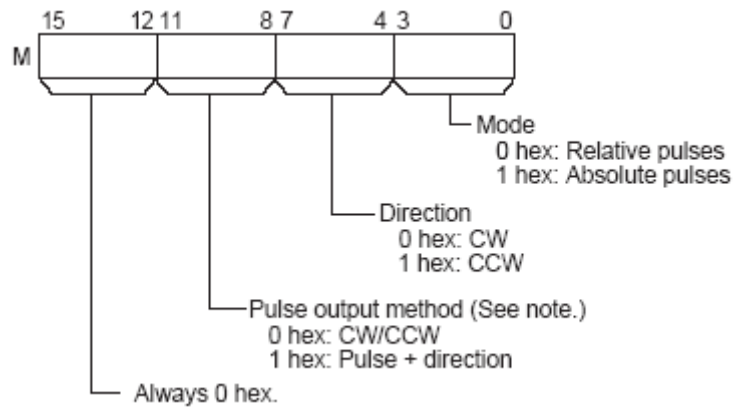 15 12 11 8 7 4 3 0
M
Mode
0 hex: Relative pulses
1 hex: Absolute pulses
Direction
0 hex: CW
1 hex: CCW
Pulse output method (See note.)
0 hex: CW/CCW
1 hex: Pulse + direction
Always 0 hex.